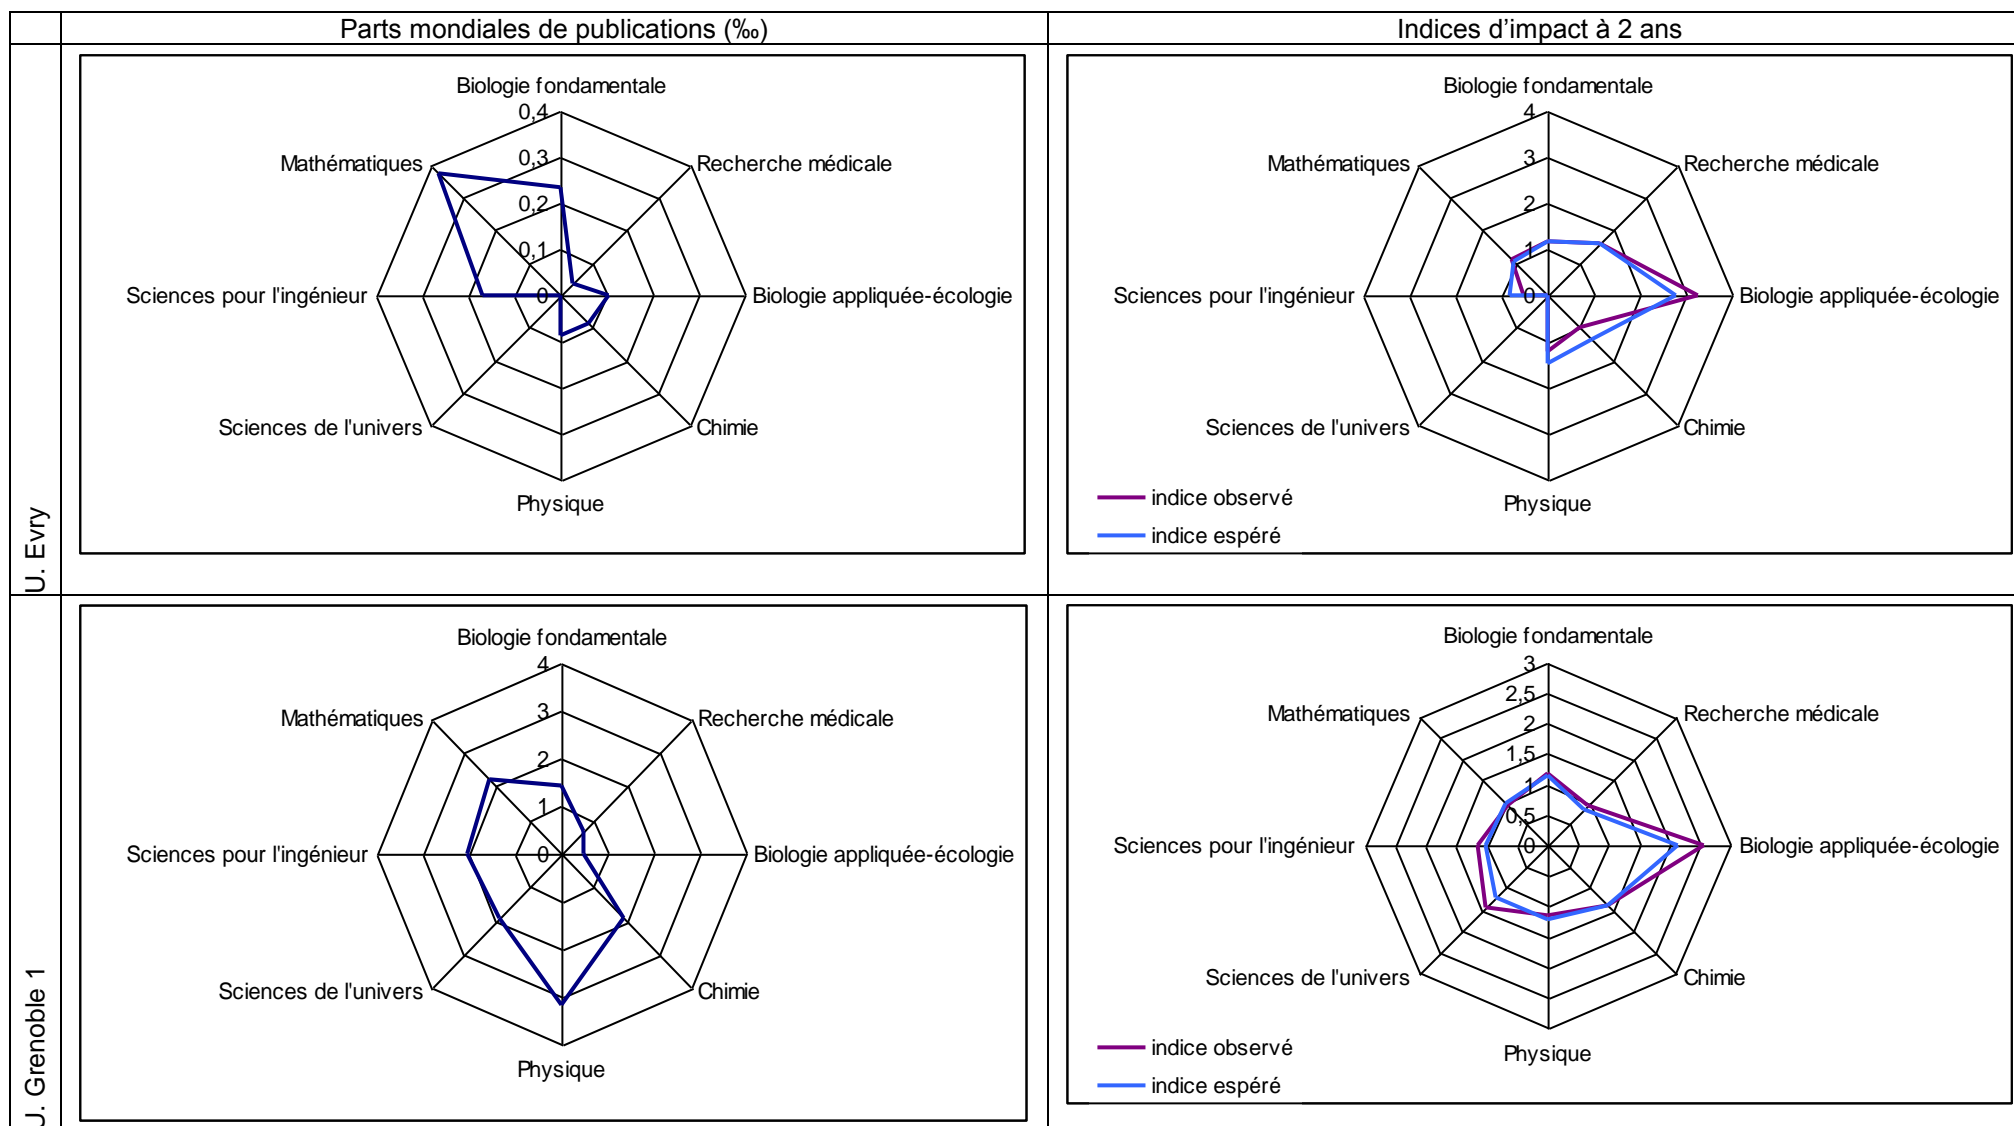 Parts mondiales de publications (‰)
Indices d'impact à 2 ans
U. Evry
Biologie fondamentale
0,4
Mathématiques
0,3
Recherche médicale
0,2
0,1
Sciences pour l'ingénieur
0
Biologie appliquée-écologie
Sciences de l'univers
Chimie
Physique
Biologie fondamentale
4
Mathématiques
3
Recherche médicale
2
1
Sciences pour l'ingénieur
0
Biologie appliquée-écologie
Sciences de l'univers
Chimie
indice observé
Physique
indice espéré
U. Grenoble 1
Biologie fondamentale
4
Mathématiques
3
Recherche médicale
2
1
Sciences pour l'ingénieur
0
Biologie appliquée-écologie
Sciences de l'univers
Chimie
Physique
Biologie fondamentale
3
2,5
Mathématiques
Recherche médicale
2
1,5
1
0,5
Sciences pour l'ingénieur
0
Biologie appliquée-écologie
Sciences de l'univers
Chimie
indice observé
Physique
indice espéré